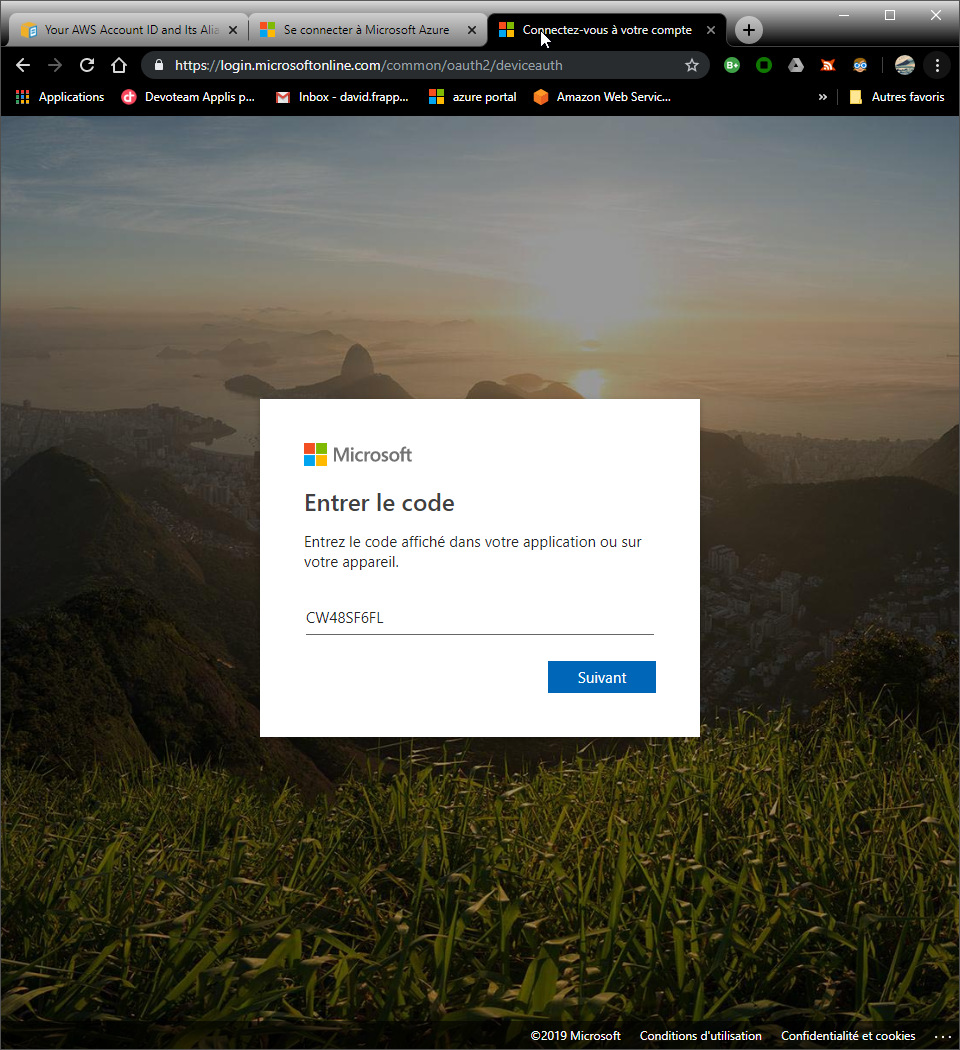 Your AWS Account ID and Its Alia
Se connecter à Microsoft Azure
Connectez-vous à votre compte
https://login.microsoftonline.com/common/oauth2/deviceauth
B+
Applications
Devoteam Applis p...
Inbox - david.frapp...
azure portal
Amazon Web Servic...
»
Autres favoris
Microsoft
Entrer le code
Entrez le code affiché dans votre application ou sur
votre appareil.
CW48SF6FL
Suivant
©2019 Microsoft
Conditions d'utilisation
Confidentialité et cookies
...